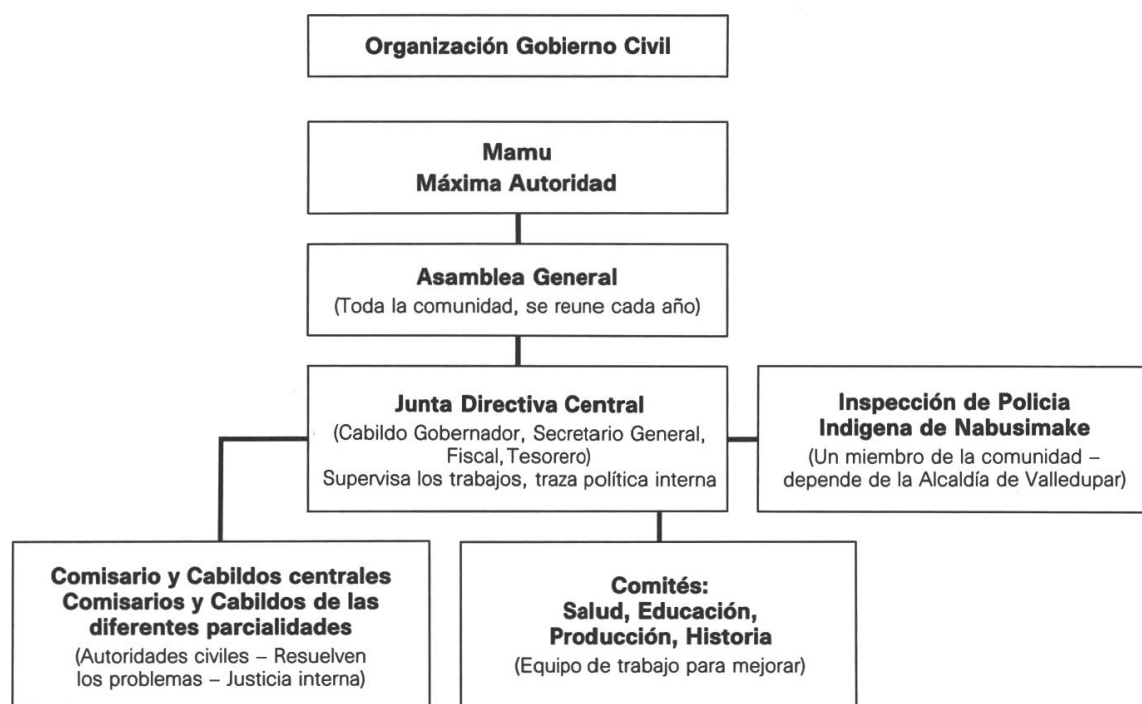 Organización Gobierno Civil
Mamu
Máxima Autoridad
Asamblea General
(Toda la comunidad, se reune cada año)
Junta Directiva Central
(Cabildo Gobernador, Secretario General,
Fiscal, Tesorero)
Supervisa los trabajos, traza política interna
Inspección de Policia
Indigena de Nabusimake
(Un miembro de la comunidad –
depende de la Alcaldía de Valledupar)
Comisario y Cabildos centrales
Comisarios y Cabildos de las
diferentes parcialidades
(Autoridades civiles – Resuelven
los problemas – Justicia interna)
Comités:
Salud, Educación,
Producción, Historia
(Equipo de trabajo para mejorar)